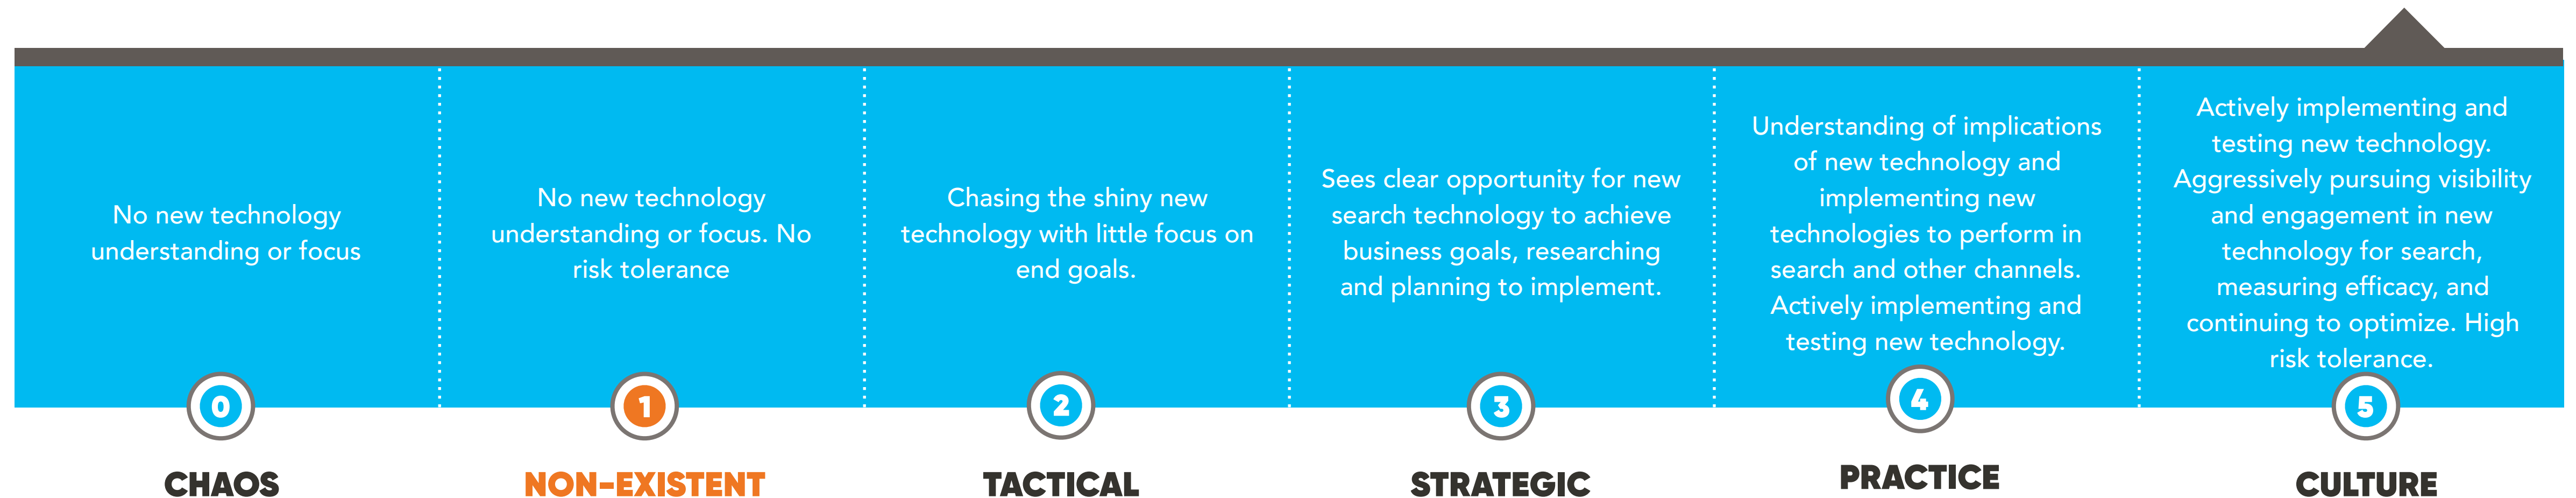 No new technology
understanding or focus
0
CHAOS
No new technology
understanding or focus. No
risk tolerance
1
NON-EXISTENT
Chasing the shiny new
technology with little focus on
end goals.
2
TACTICAL
Sees clear opportunity for new
search technology to achieve
business goals, researching
and planning to implement.
3
STRATEGIC
Understanding of implications
of new technology and
implementing new
technologies to perform in
search and other channels.
Actively implementing and
testing new technology.
4
PRACTICE
Actively implementing and
testing new technology.
Aggressively pursuing visibility
and engagement in new
technology for search,
measuring efficacy, and
continuing to optimize. High
risk tolerance.
5
CULTURE